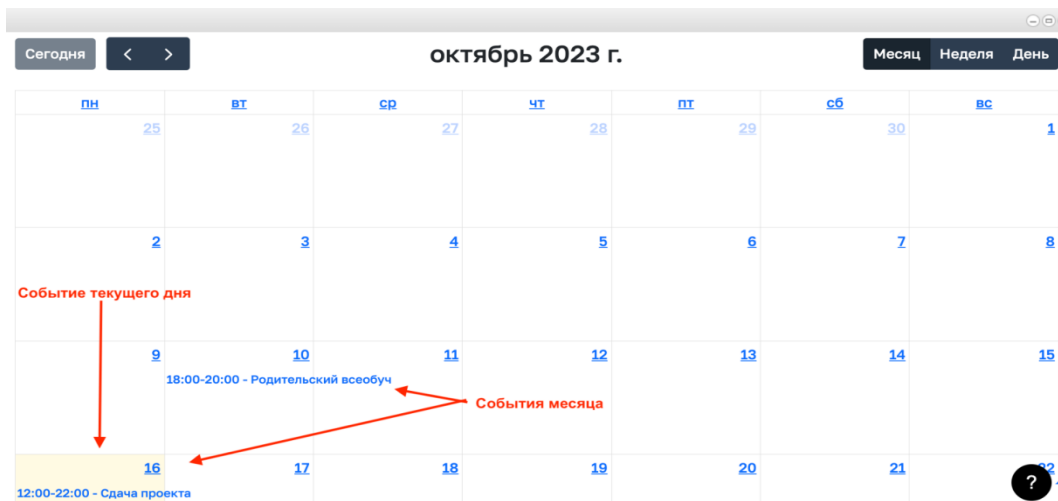 Сегодня < > октябрь 2023 г. Месяц Неделя День
пн вт ср чт пт сб вс
25 26 27 28 29 30 1
2 3 4 5 6 7 8
Событие текущего дня
9 10 11 12 13 14 15
18:00-20:00 - Родительский всеобуч
События месяца
16 17 18 19 20 21 22
12:00-22:00 - Сдача проекта
?